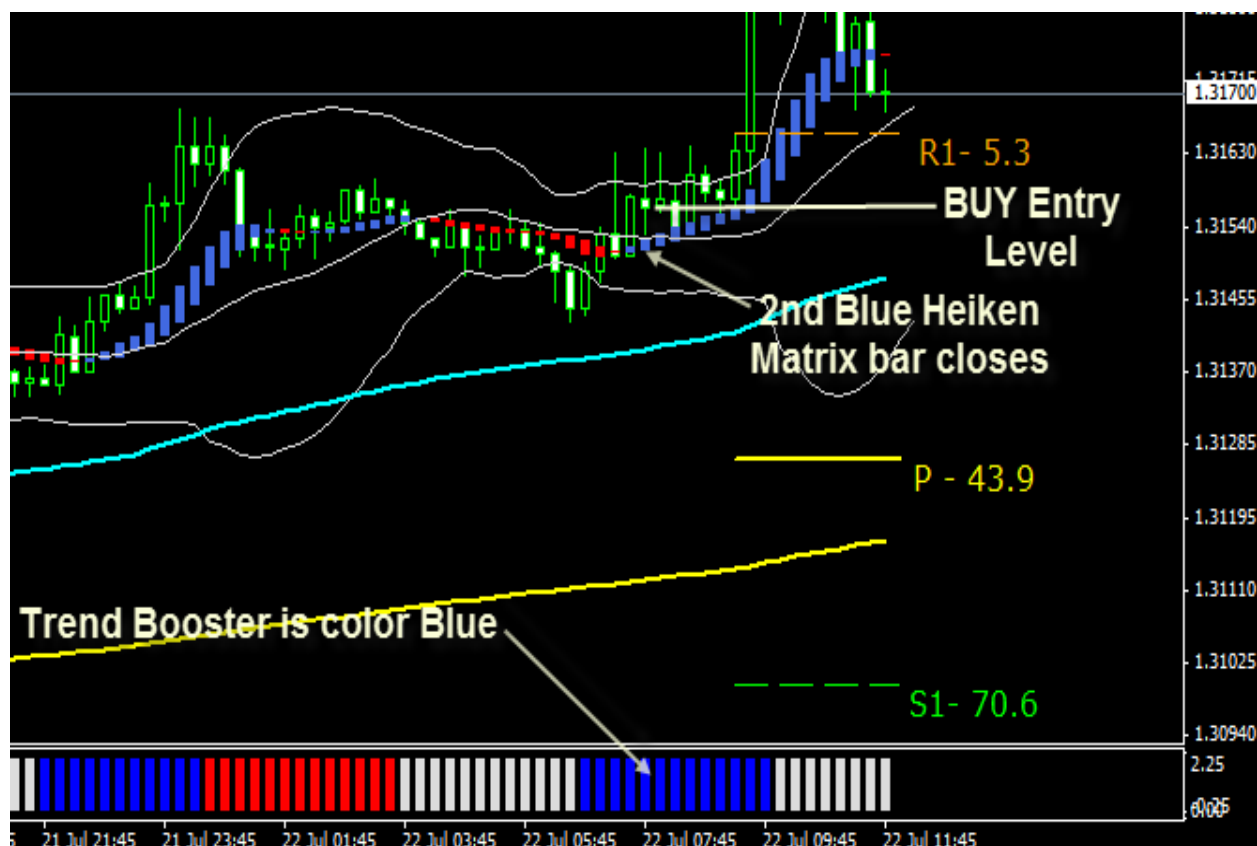 1.31715
1.31700
R1- 5.3
1.31630
BUY Entry
Level
1.31540
2nd Blue Heiken
Matrix bar closes
1.31455
1.31370
1.31285
P - 43.9
1.31195
1.31110
Trend Booster is color Blue
1.31025
S1- 70.6
1.30940
2.25
21 Jul 21:45 21 Jul 23:45 22 Jul 01:45 22 Jul 03:45 22 Jul 05:45 22 Jul 07:45 22 Jul 09:45 22 Jul 11:45